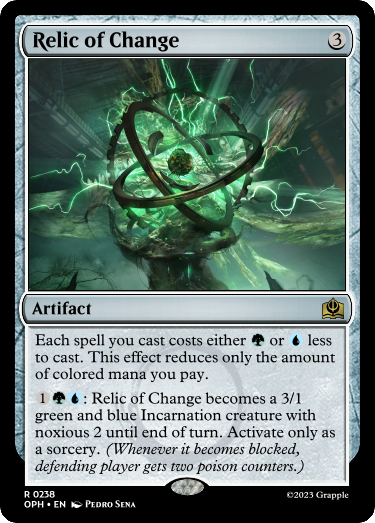 Relic of Change 3
Artifact
Each spell you cast costs either or less
to cast. This effect reduces only the amount
of colored mana you pay.
1 : Relic of Change becomes a 3/1
green and blue Incarnation creature with
noxious 2 until end of turn. Activate only as
a sorcery. (Whenever it becomes blocked,
defending player gets two poison counters.)
R 0238
OPH • EN Pedro Sena
©2023 Grapple